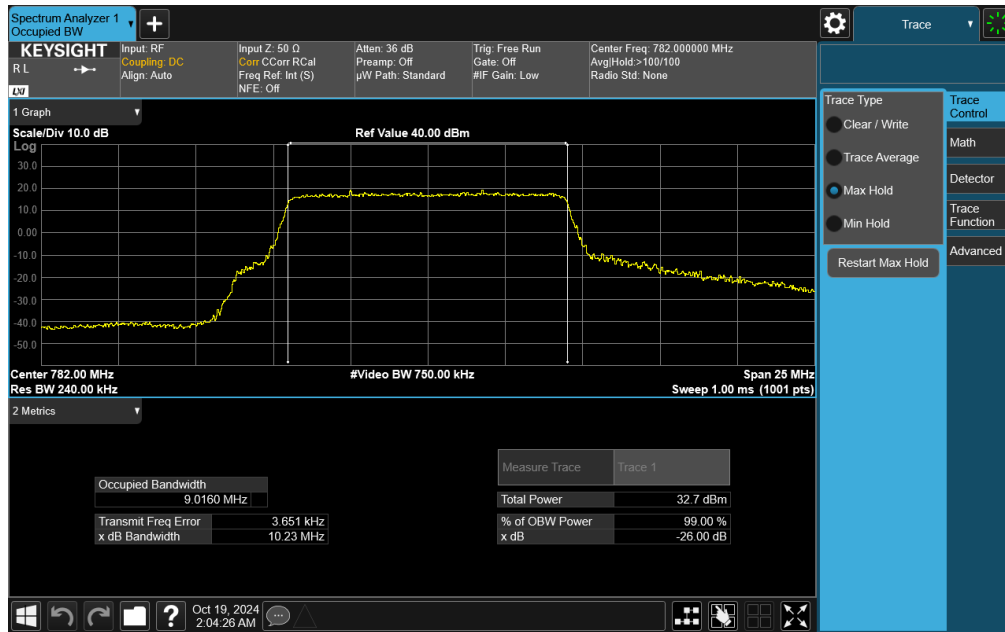 Spectrum Analyzer 1
Occupied BW
Trace
KEYSIGHT
R L
LXI
Input: RF
Coupling: DC
Align: Auto
Input Z: 50 Ω
Corr CCorr RCal
Freq Ref: Int (S)
NFE: Off
Atten: 36 dB
Preamp: Off
µW Path: Standard
Trig: Free Run
Gate: Off
#IF Gain: Low
Center Freq: 782.000000 MHz
Avg|Hold:>100/100
Radio Std: None
1 Graph
Scale/Div 10.0 dB
Ref Value 40.00 dBm
Log
30.0
20.0
10.0
0.00
-10.0
-20.0
-30.0
-40.0
-50.0
Center 782.00 MHz
#Video BW 750.00 kHz
Span 25 MHz
Res BW 240.00 kHz
Sweep 1.00 ms (1001 pts)
2 Metrics
Measure Trace
Trace 1
Occupied Bandwidth
9.0160 MHz
Total Power
32.7 dBm
Transmit Freq Error
3.651 kHz
% of OBW Power
99.00 %
x dB Bandwidth
10.23 MHz
x dB
-26.00 dB
Trace Type
Clear / Write
Trace Average
Max Hold
Min Hold
Restart Max Hold
Trace
Control
Math
Detector
Trace
Function
Advanced
?
Oct 19, 2024
2:04:26 AM